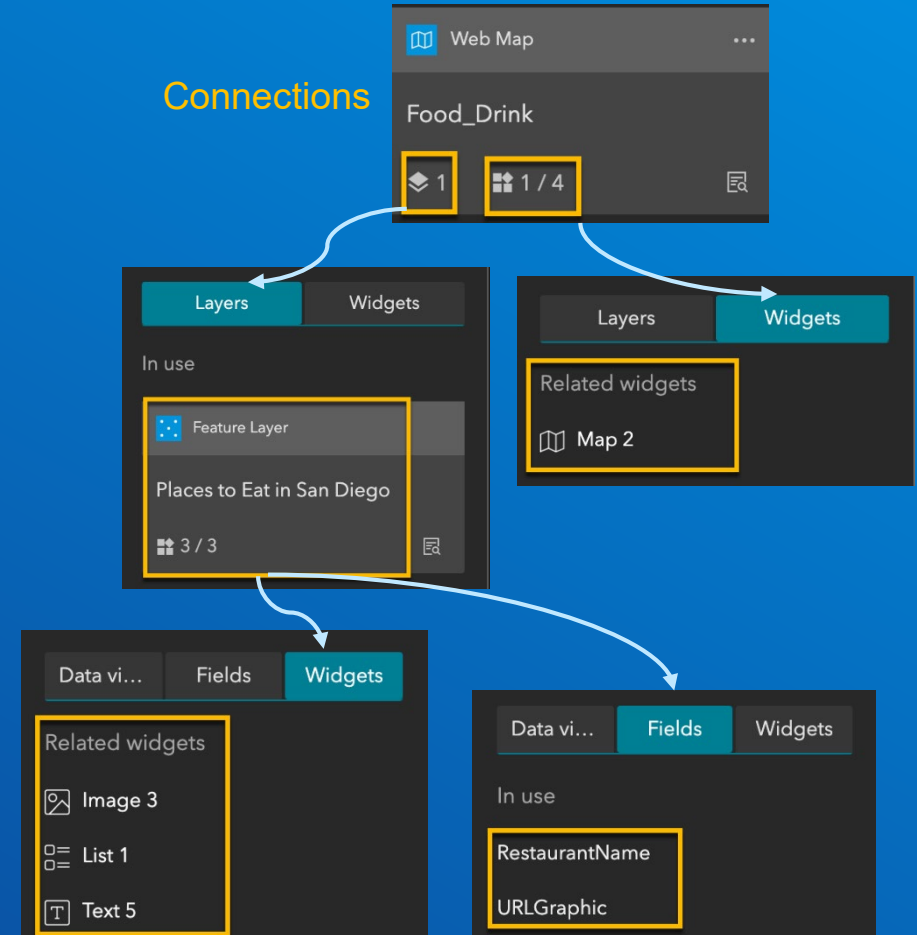 Web Map
Connections
Food_Drink
1
1 / 4
Layers
Widgets
In use
Feature Layer
Places to Eat in San Diego
3 / 3
Layers
Widgets
Related widgets
Map 2
Data vi...
Fields
Widgets
Related widgets
Image 3
List 1
T Text 5
Data vi...
Fields
Widgets
In use
RestaurantName
URLGraphic